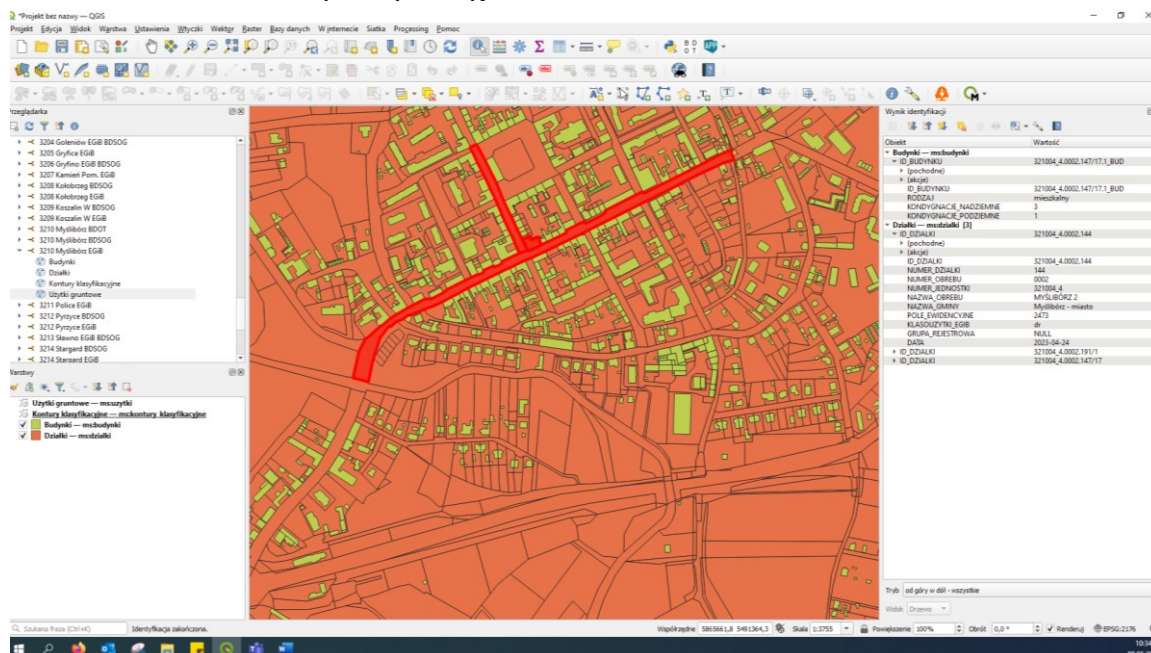 *Projekt bez nazwy — QGIS
Projekt Edycja Widok Warstwa Ustawienia Wtyczki Wektor Raster Bazy danych W internecie Siatka Processing Pomoc
Przeglądarka
3204 Goleniów EGiB BDSOG
3205 Gryfice EGiB
3206 Gryfino EGiB BDSOG
3207 Kamień Pom. EGiB
3208 Kołobrzeg BDSOG
3208 Kołobrzeg EGiB
3209 Koszalin W BDSOG
3209 Koszalin W EGiB
3210 Myślibórz BDOT
3210 Myślibórz BDSOG
3210 Myślibórz EGiB
Budynki
Działki
Kontury klasyfikacyjne
Użytki gruntowe
3211 Police EGiB
3212 Pyrzyce BDSOG
3212 Pyrzyce EGiB
3213 Sławno EGiB BDSOG
3214 Stargard BDSOG
3214 Stargard EGiB
Warstwy
Użytki gruntowe — ms:uzytki
Kontury klasyfikacyjne — ms:kontury_klasyfikacyjne
Budynki — ms:budynki
Działki — ms:dzialki
Wynik identyfikacji
Obiekt Wartość
Budynki — ms:budynki
ID_BUDYNKU 321004_4.0002.147/17.1_BUD
(pochodne)
(akcje)
ID_BUDYNKU 321004_4.0002.147/17.1_BUD
RODZAJ mieszkalny
KONDYGNACJE_NADZIEMNE 3
KONDYGNACJE_PODZIEMNE 1
Działki — ms:dzialki [3]
ID_DZIALKI 321004_4.0002.144
(pochodne)
(akcje)
ID_DZIALKI 321004_4.0002.144
NUMER_DZIALKI 144
NUMER_OBREBU 0002
NUMER_JEDNOSTKI 321004_4
NAZWA_OBREBU MYŚLIBÓRZ 2
NAZWA_GMINY Myślibórz - miasto
POLE_EWIDENCYJNE 2473
KLASOUZYTKI_EGIB dr
GRUPA_REJESTROWA NULL
DATA 2023-04-24
ID_DZIALKI 321004_4.0002.191/1
ID_DZIALKI 321004_4.0002.147/17
Tryb od góry w dół - wszystkie
Widok Drzewo
Szukana fraza (Ctrl+K) Identyfikacja zakończona. Współrzędne 5865661,8 5491364,3 Skala 1:3755 Powiększenie 100% Obrót 0,0 ° Renderuj EPSG:2176
10:34